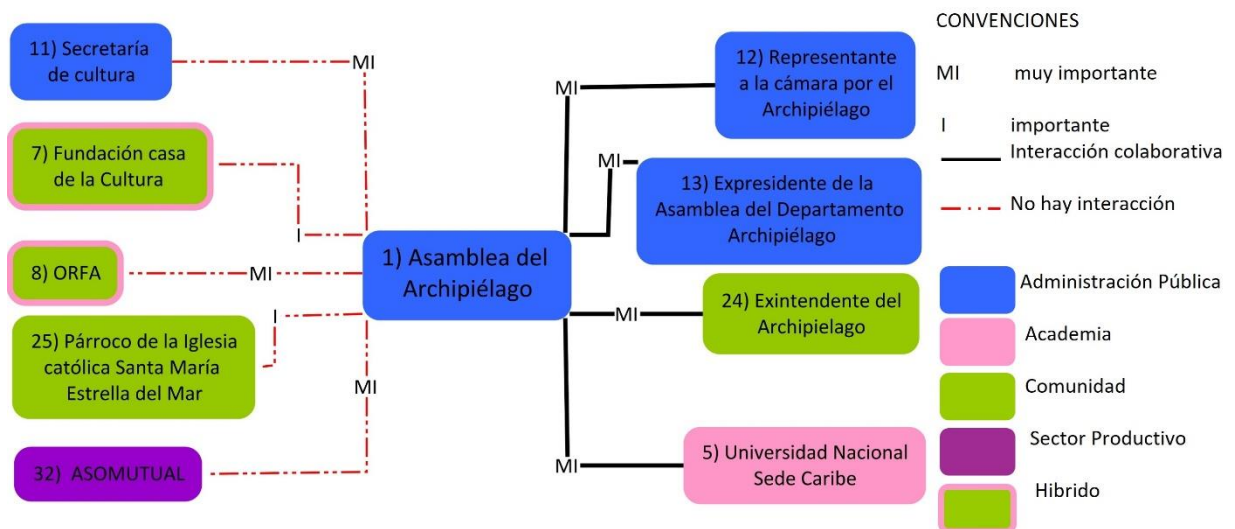 11) Secretaría
de cultura
MI
7) Fundación casa
de la Cultura
I
8) ORFA
MI
25) Párroco de la Iglesia
católica Santa María
Estrella del Mar
I
32) ASOMUTUAL
MI
1) Asamblea del
Archipiélago
MI
12) Representante
a la cámara por el
Archipiélago
MI
13) Expresidente de la
Asamblea del Departamento
Archipiélago
MI
24) Exintendente del
Archipielago
MI
5) Universidad Nacional
Sede Caribe
CONVENCIONES
MI muy importante
I importante
Interacción colaborativa
No hay interacción
Administración Pública
Academia
Comunidad
Sector Productivo
Hibrido